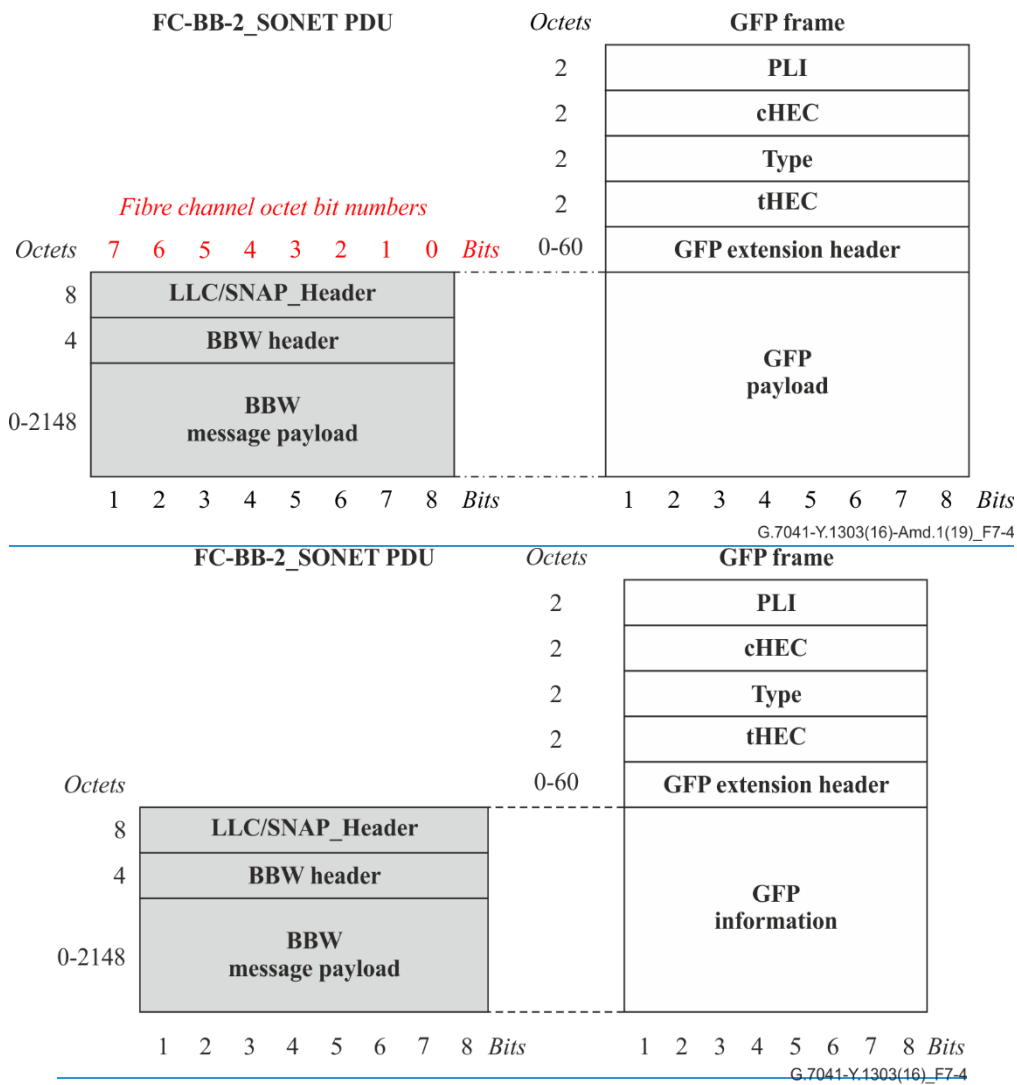 FC-BB-2_SONET PDU Octets GFP frame
2 PLI
2 cHEC
2 Type
Fibre channel octet bit numbers 2 tHEC
Octets 7 6 5 4 3 2 1 0 Bits 0-60 GFP extension header
8 LLC/SNAP_Header
4 BBW header
0-2148 BBW
message payload
GFP
payload
1 2 3 4 5 6 7 8 Bits 1 2 3 4 5 6 7 8 Bits
G.7041-Y.1303(16)-Amd.1(19)_F7-4
FC-BB-2_SONET PDU Octets GFP frame
2 PLI
2 cHEC
2 Type
2 tHEC
Octets 0-60 GFP extension header
8 LLC/SNAP_Header
4 BBW header
0-2148 BBW
message payload
GFP
information
1 2 3 4 5 6 7 8 Bits 1 2 3 4 5 6 7 8 Bits
G.7041-Y.1303(16)_F7-4